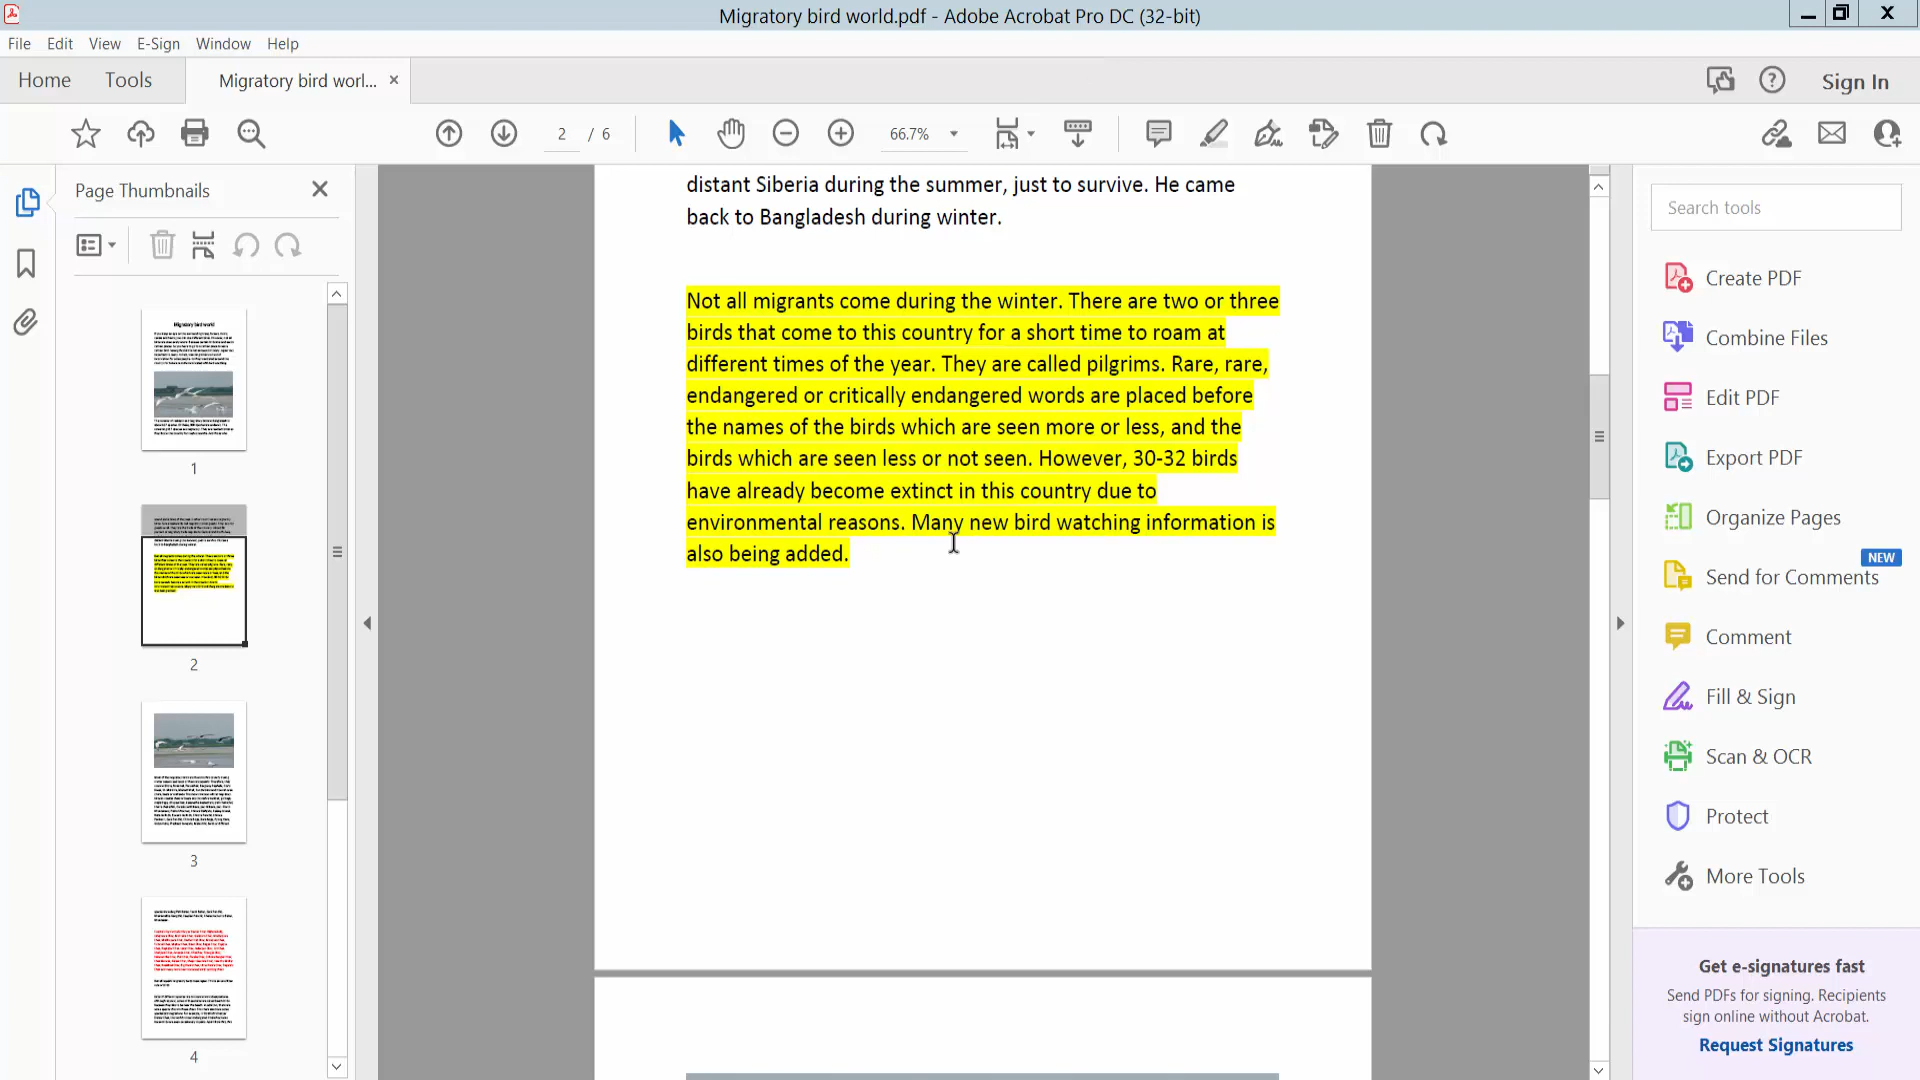 Migratory bird world.pdf - Adobe Acrobat Pro DC (32-bit)
File Edit View E-Sign Window Help
Home Tools Migratory bird worl... Sign In
2 / 6 66.7%
Page Thumbnails
Migratory bird world
1
2
3
4
distant Siberia during the summer, just to survive. He came
back to Bangladesh during winter.
Not all migrants come during the winter. There are two or three
birds that come to this country for a short time to roam at
different times of the year. They are called pilgrims. Rare, rare,
endangered or critically endangered words are placed before
the names of the birds which are seen more or less, and the
birds which are seen less or not seen. However, 30-32 birds
have already become extinct in this country due to
environmental reasons. Many new bird watching information is
also being added.
Search tools
Create PDF
Combine Files
Edit PDF
Export PDF
Organize Pages
NEW
Send for Comments
Comment
Fill & Sign
Scan & OCR
Protect
More Tools
Get e-signatures fast
Send PDFs for signing. Recipients
sign online without Acrobat.
Request Signatures